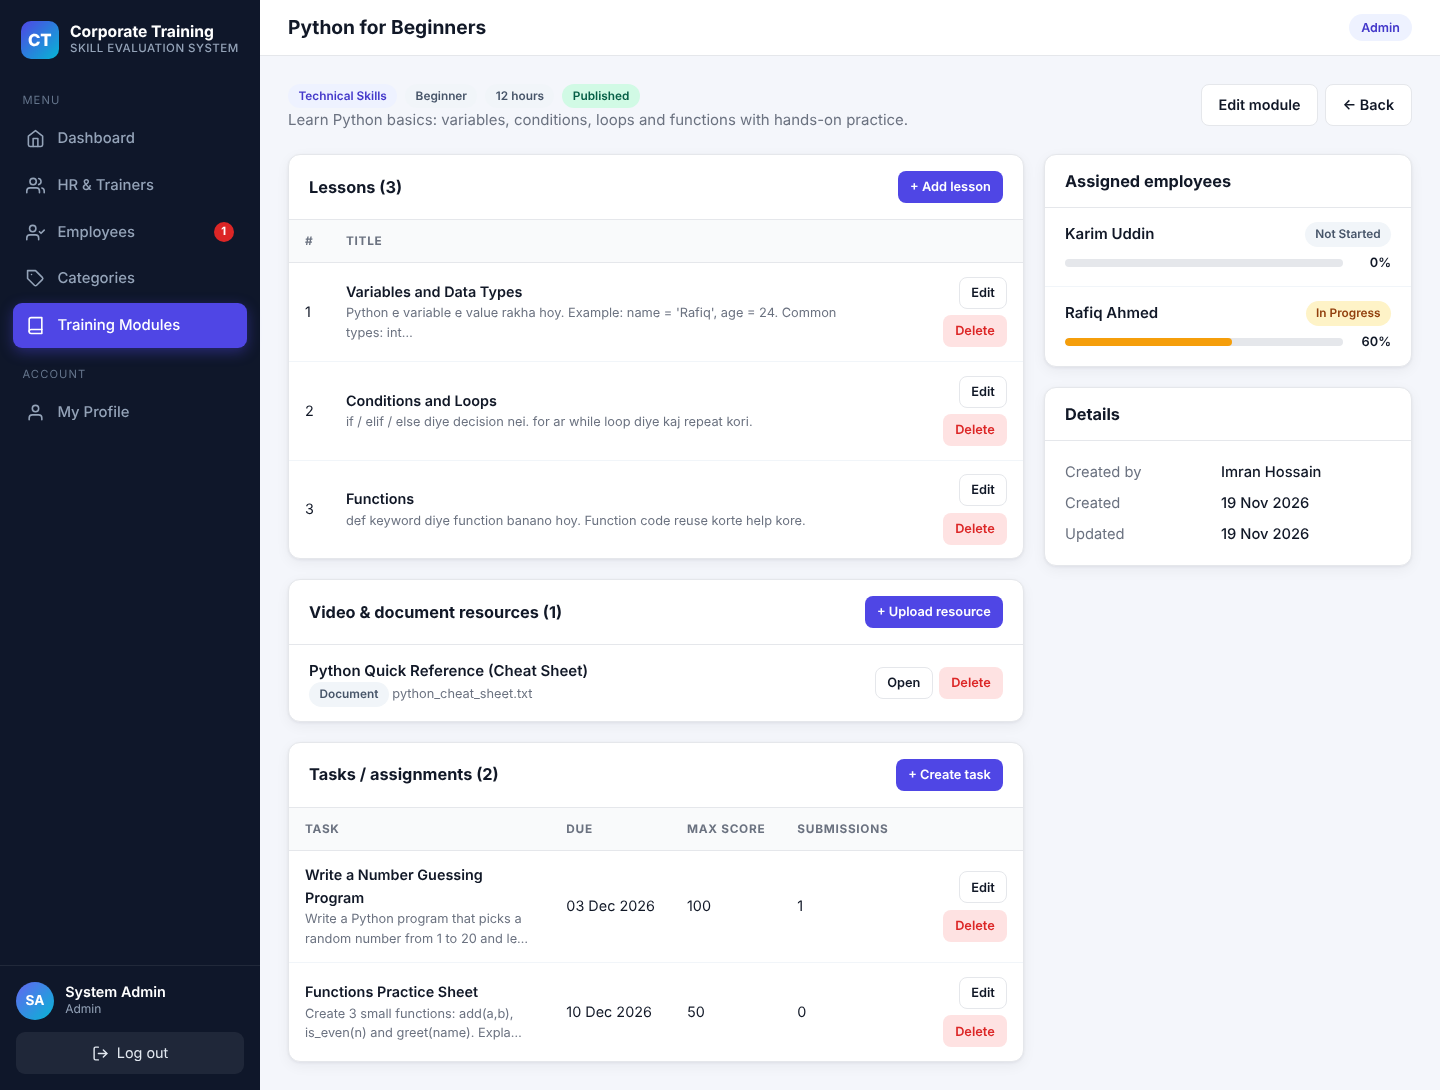 CT
Corporate Training
SKILL EVALUATION SYSTEM
MENU
Dashboard
HR & Trainers
Employees
1
Categories
Training Modules
ACCOUNT
My Profile
SA
System Admin
Admin
Log out
Python for Beginners
Admin
Technical Skills
Beginner
12 hours
Published
Learn Python basics: variables, conditions, loops and functions with hands-on practice.
Edit module
← Back
Lessons (3)
+ Add lesson
# TITLE
1
Variables and Data Types
Python e variable e value rakha hoy. Example: name = 'Rafiq', age = 24. Common
types: int...
Edit
Delete
2
Conditions and Loops
if / elif / else diye decision nei. for ar while loop diye kaj repeat kori.
Edit
Delete
3
Functions
def keyword diye function banano hoy. Function code reuse korte help kore.
Edit
Delete
Video & document resources (1)
+ Upload resource
Python Quick Reference (Cheat Sheet)
Document python_cheat_sheet.txt
Open
Delete
Tasks / assignments (2)
+ Create task
TASK DUE MAX SCORE SUBMISSIONS
Write a Number Guessing
Program
Write a Python program that picks a
random number from 1 to 20 and le...
03 Dec 2026
100
1
Edit
Delete
Functions Practice Sheet
Create 3 small functions: add(a,b),
is_even(n) and greet(name). Expla...
10 Dec 2026
50
0
Edit
Delete
Assigned employees
Karim Uddin
Not Started
0%
Rafiq Ahmed
In Progress
60%
Details
Created by Imran Hossain
Created 19 Nov 2026
Updated 19 Nov 2026